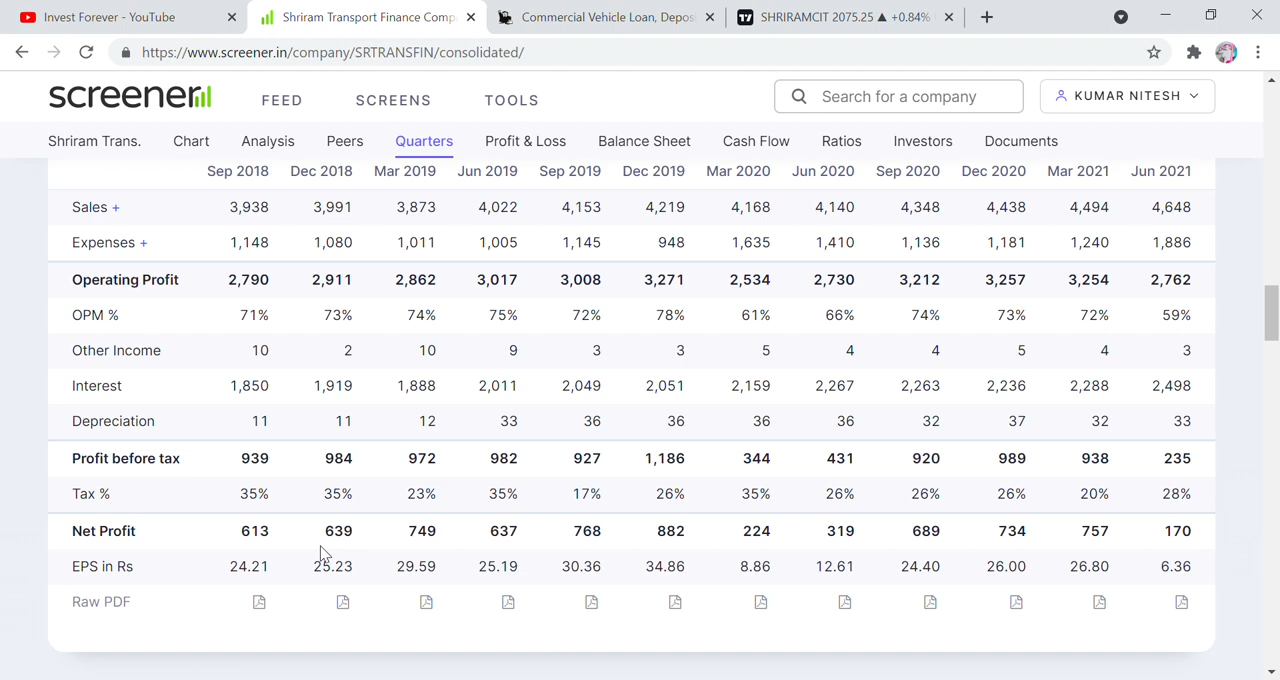 Invest Forever - YouTube
Shriram Transport Finance Comp
Commercial Vehicle Loan, Depos
SHRIRAMCIT 2075.25 ▲ +0.84%
https://www.screener.in/company/SRTRANSFIN/consolidated/
screener
FEED SCREENS TOOLS
Search for a company
KUMAR NITESH
Shriram Trans. Chart Analysis Peers Quarters Profit & Loss Balance Sheet Cash Flow Ratios Investors Documents
Sep 2018 Dec 2018 Mar 2019 Jun 2019 Sep 2019 Dec 2019 Mar 2020 Jun 2020 Sep 2020 Dec 2020 Mar 2021 Jun 2021
Sales + 3,938 3,991 3,873 4,022 4,153 4,219 4,168 4,140 4,348 4,438 4,494 4,648
Expenses + 1,148 1,080 1,011 1,005 1,145 948 1,635 1,410 1,136 1,181 1,240 1,886
Operating Profit 2,790 2,911 2,862 3,017 3,008 3,271 2,534 2,730 3,212 3,257 3,254 2,762
OPM % 71% 73% 74% 75% 72% 78% 61% 66% 74% 73% 72% 59%
Other Income 10 2 10 9 3 3 5 4 4 5 4 3
Interest 1,850 1,919 1,888 2,011 2,049 2,051 2,159 2,267 2,263 2,236 2,288 2,498
Depreciation 11 11 12 33 36 36 36 36 32 37 32 33
Profit before tax 939 984 972 982 927 1,186 344 431 920 989 938 235
Tax % 35% 35% 23% 35% 17% 26% 35% 26% 26% 26% 20% 28%
Net Profit 613 639 749 637 768 882 224 319 689 734 757 170
EPS in Rs 24.21 25.23 29.59 25.19 30.36 34.86 8.86 12.61 24.40 26.00 26.80 6.36
Raw PDF